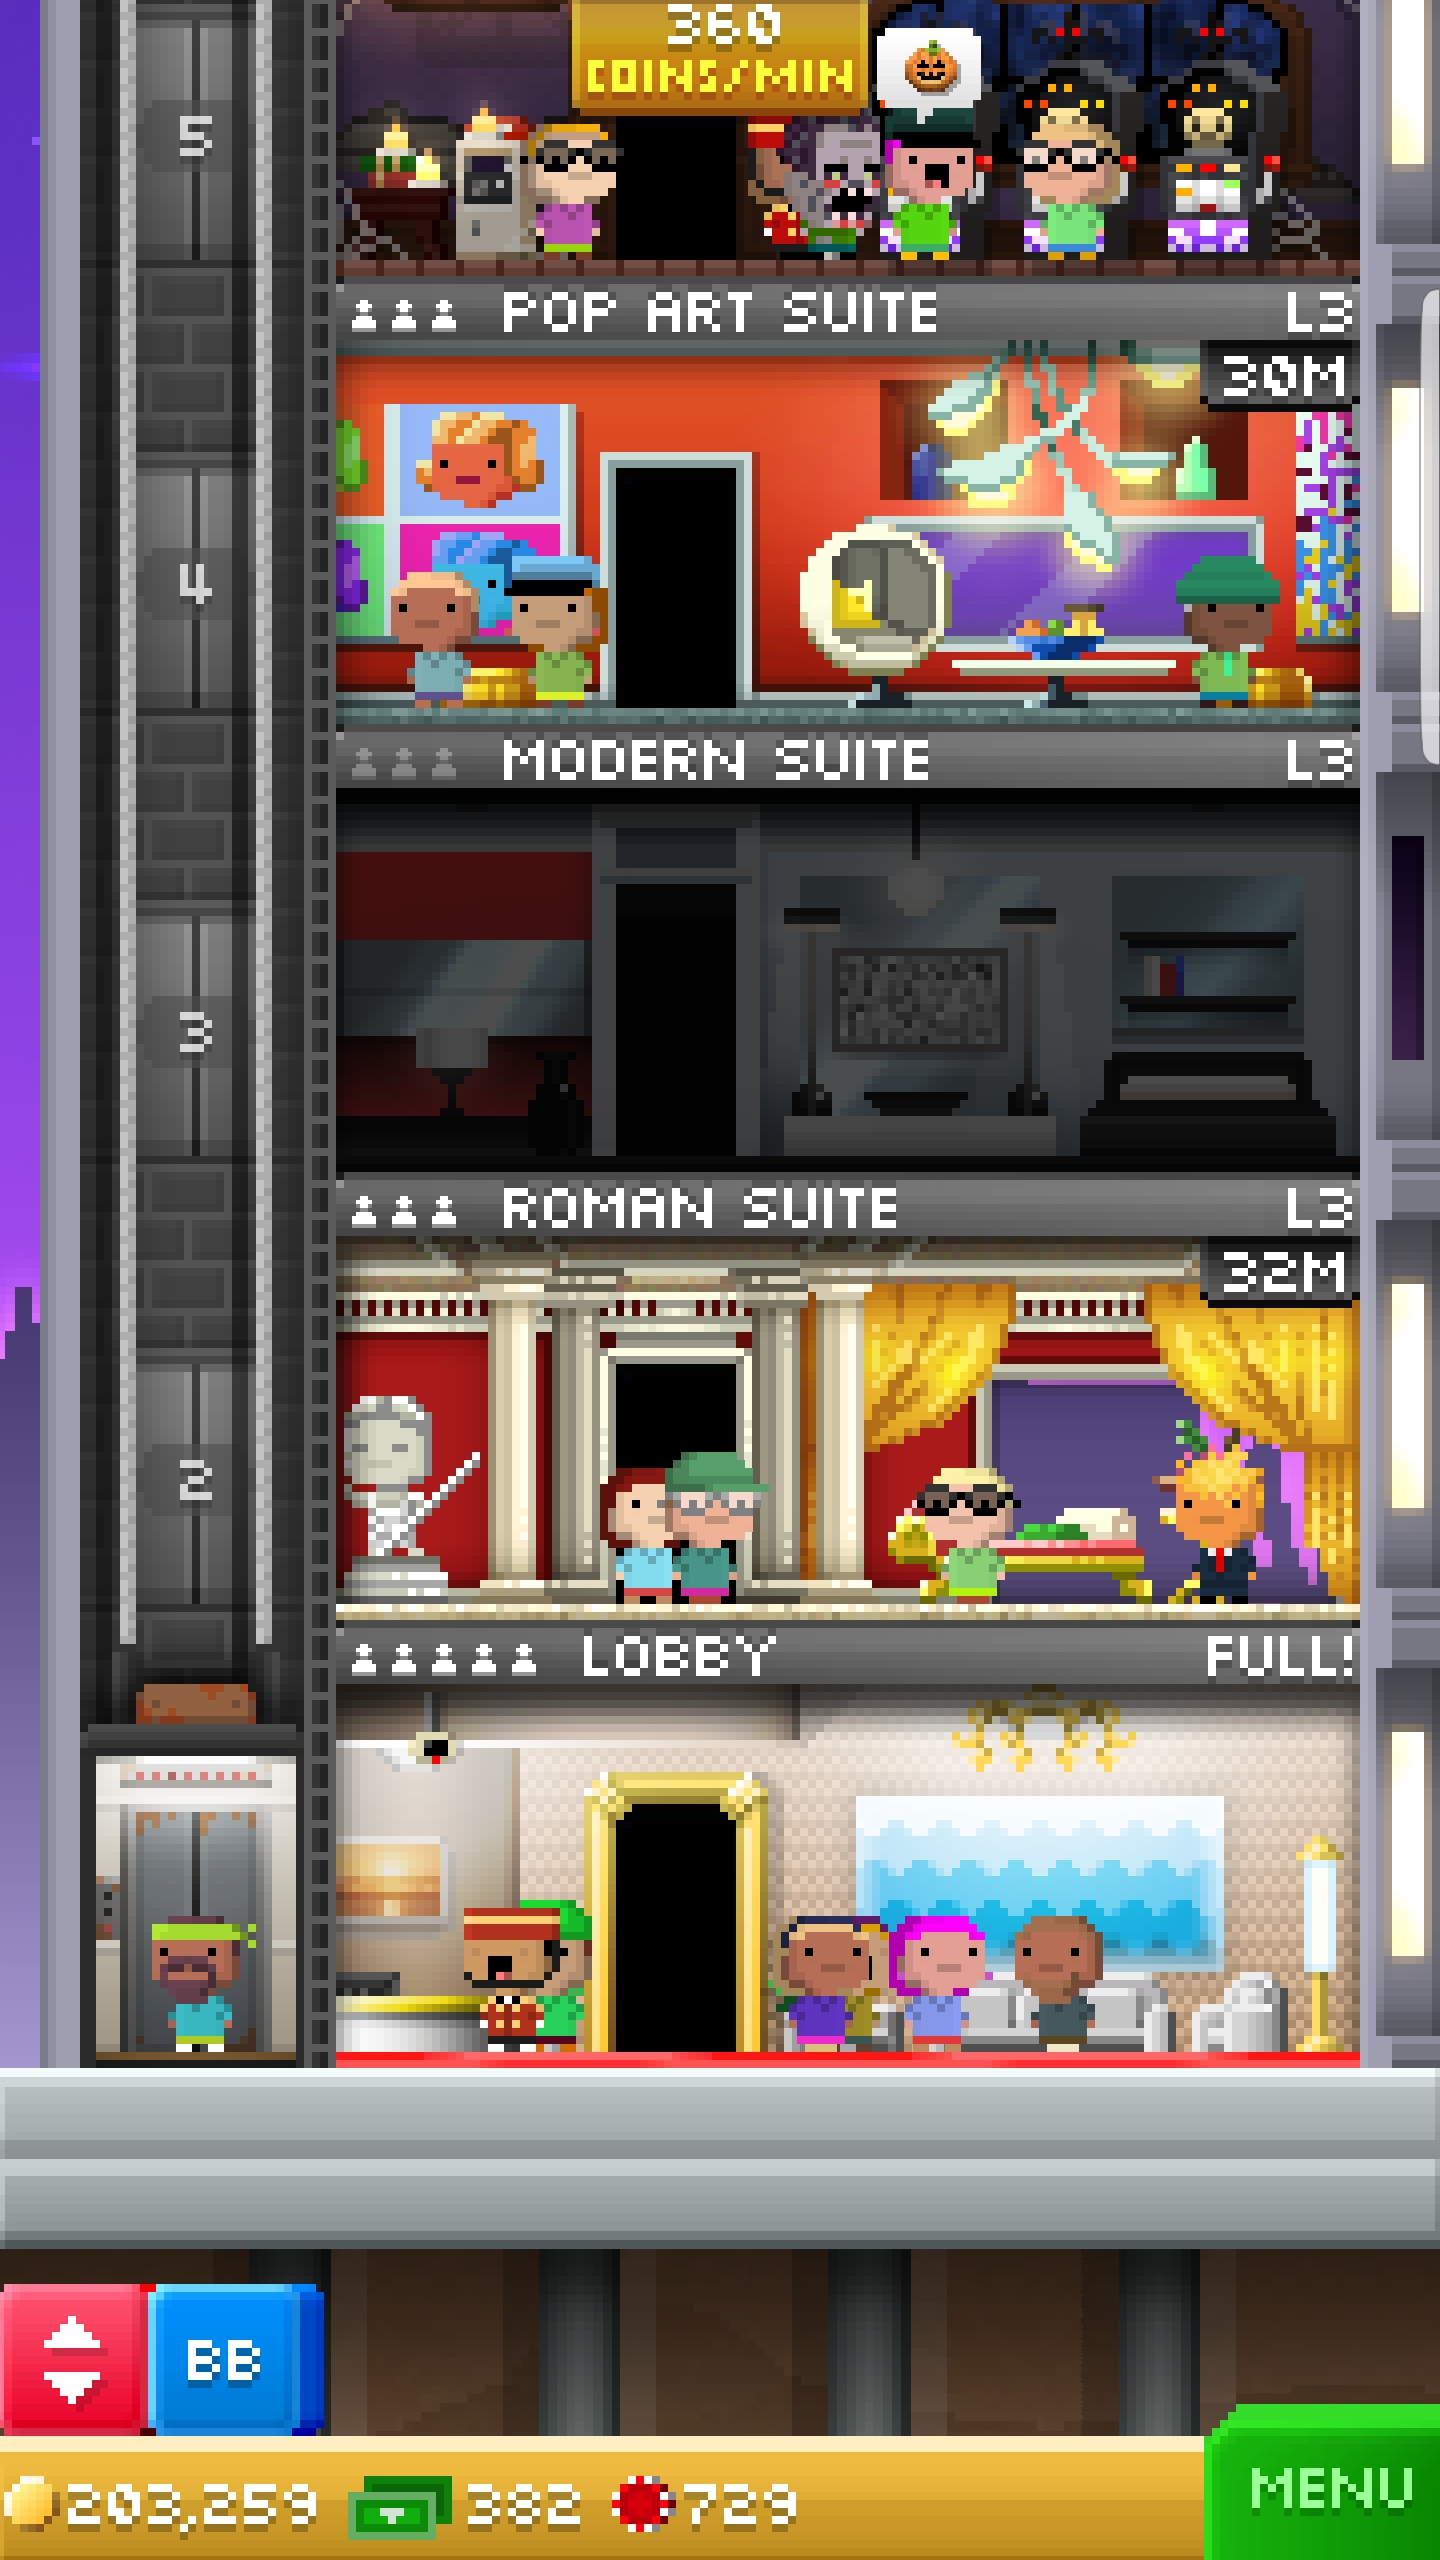 360
COINS/MIN
5
POP ART SUITE L3
30M
4
MODERN SUITE L3
3
ROMAN SUITE L3
32M
2
LOBBY FULL!
BB
203,259 382 729
MENU